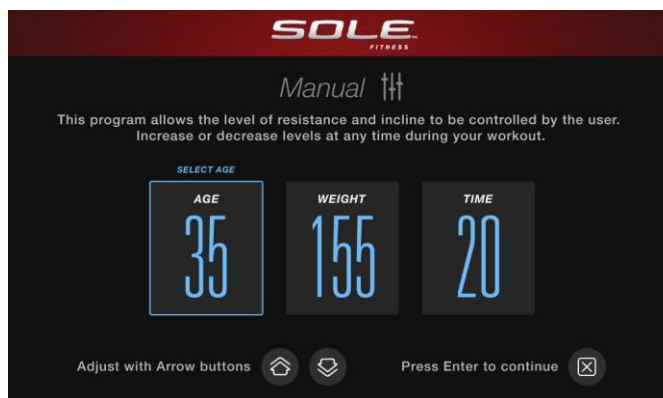 SOLE
FITNESS
Manual
This program allows the level of resistance and incline to be controlled by the user.
Increase or decrease levels at any time during your workout.
SELECT AGE
AGE WEIGHT TIME
35 155 20
Adjust with Arrow buttons Press Enter to continue